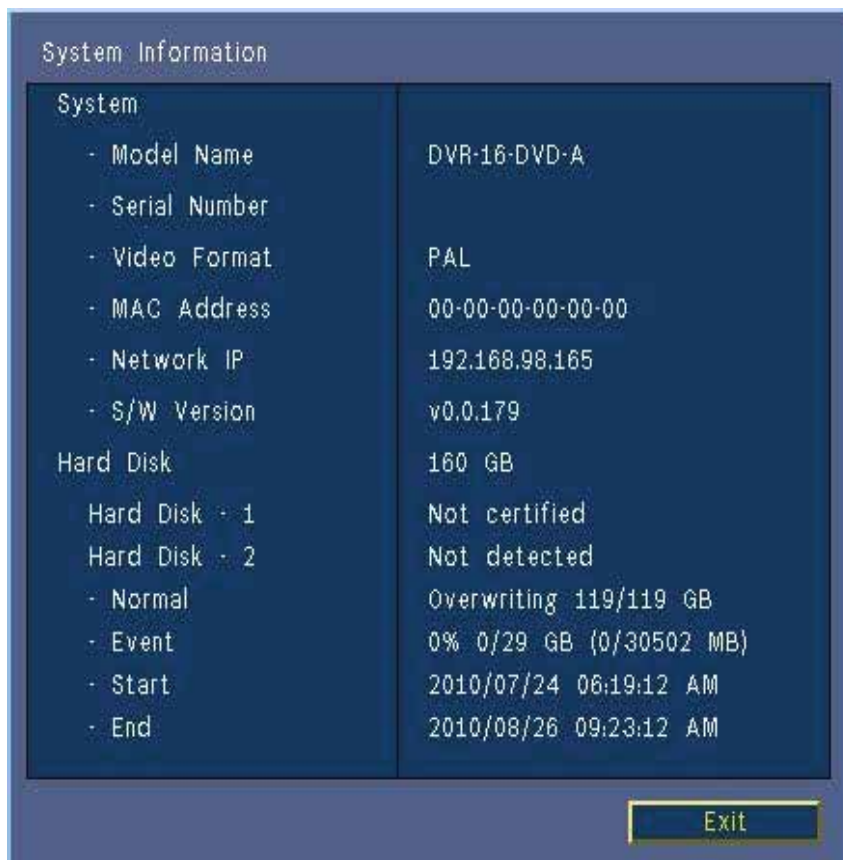 System Information
System
- Model Name DVR-16-DVD-A
- Serial Number
- Video Format PAL
- MAC Address 00-00-00-00-00-00
- Network IP 192.168.98.165
- S/W Version v0.0.179
Hard Disk 160 GB
Hard Disk - 1 Not certified
Hard Disk - 2 Not detected
- Normal Overwriting 119/119 GB
- Event 0% 0/29 GB (0/30502 MB)
- Start 2010/07/24 06:19:12 AM
- End 2010/08/26 09:23:12 AM
Exit